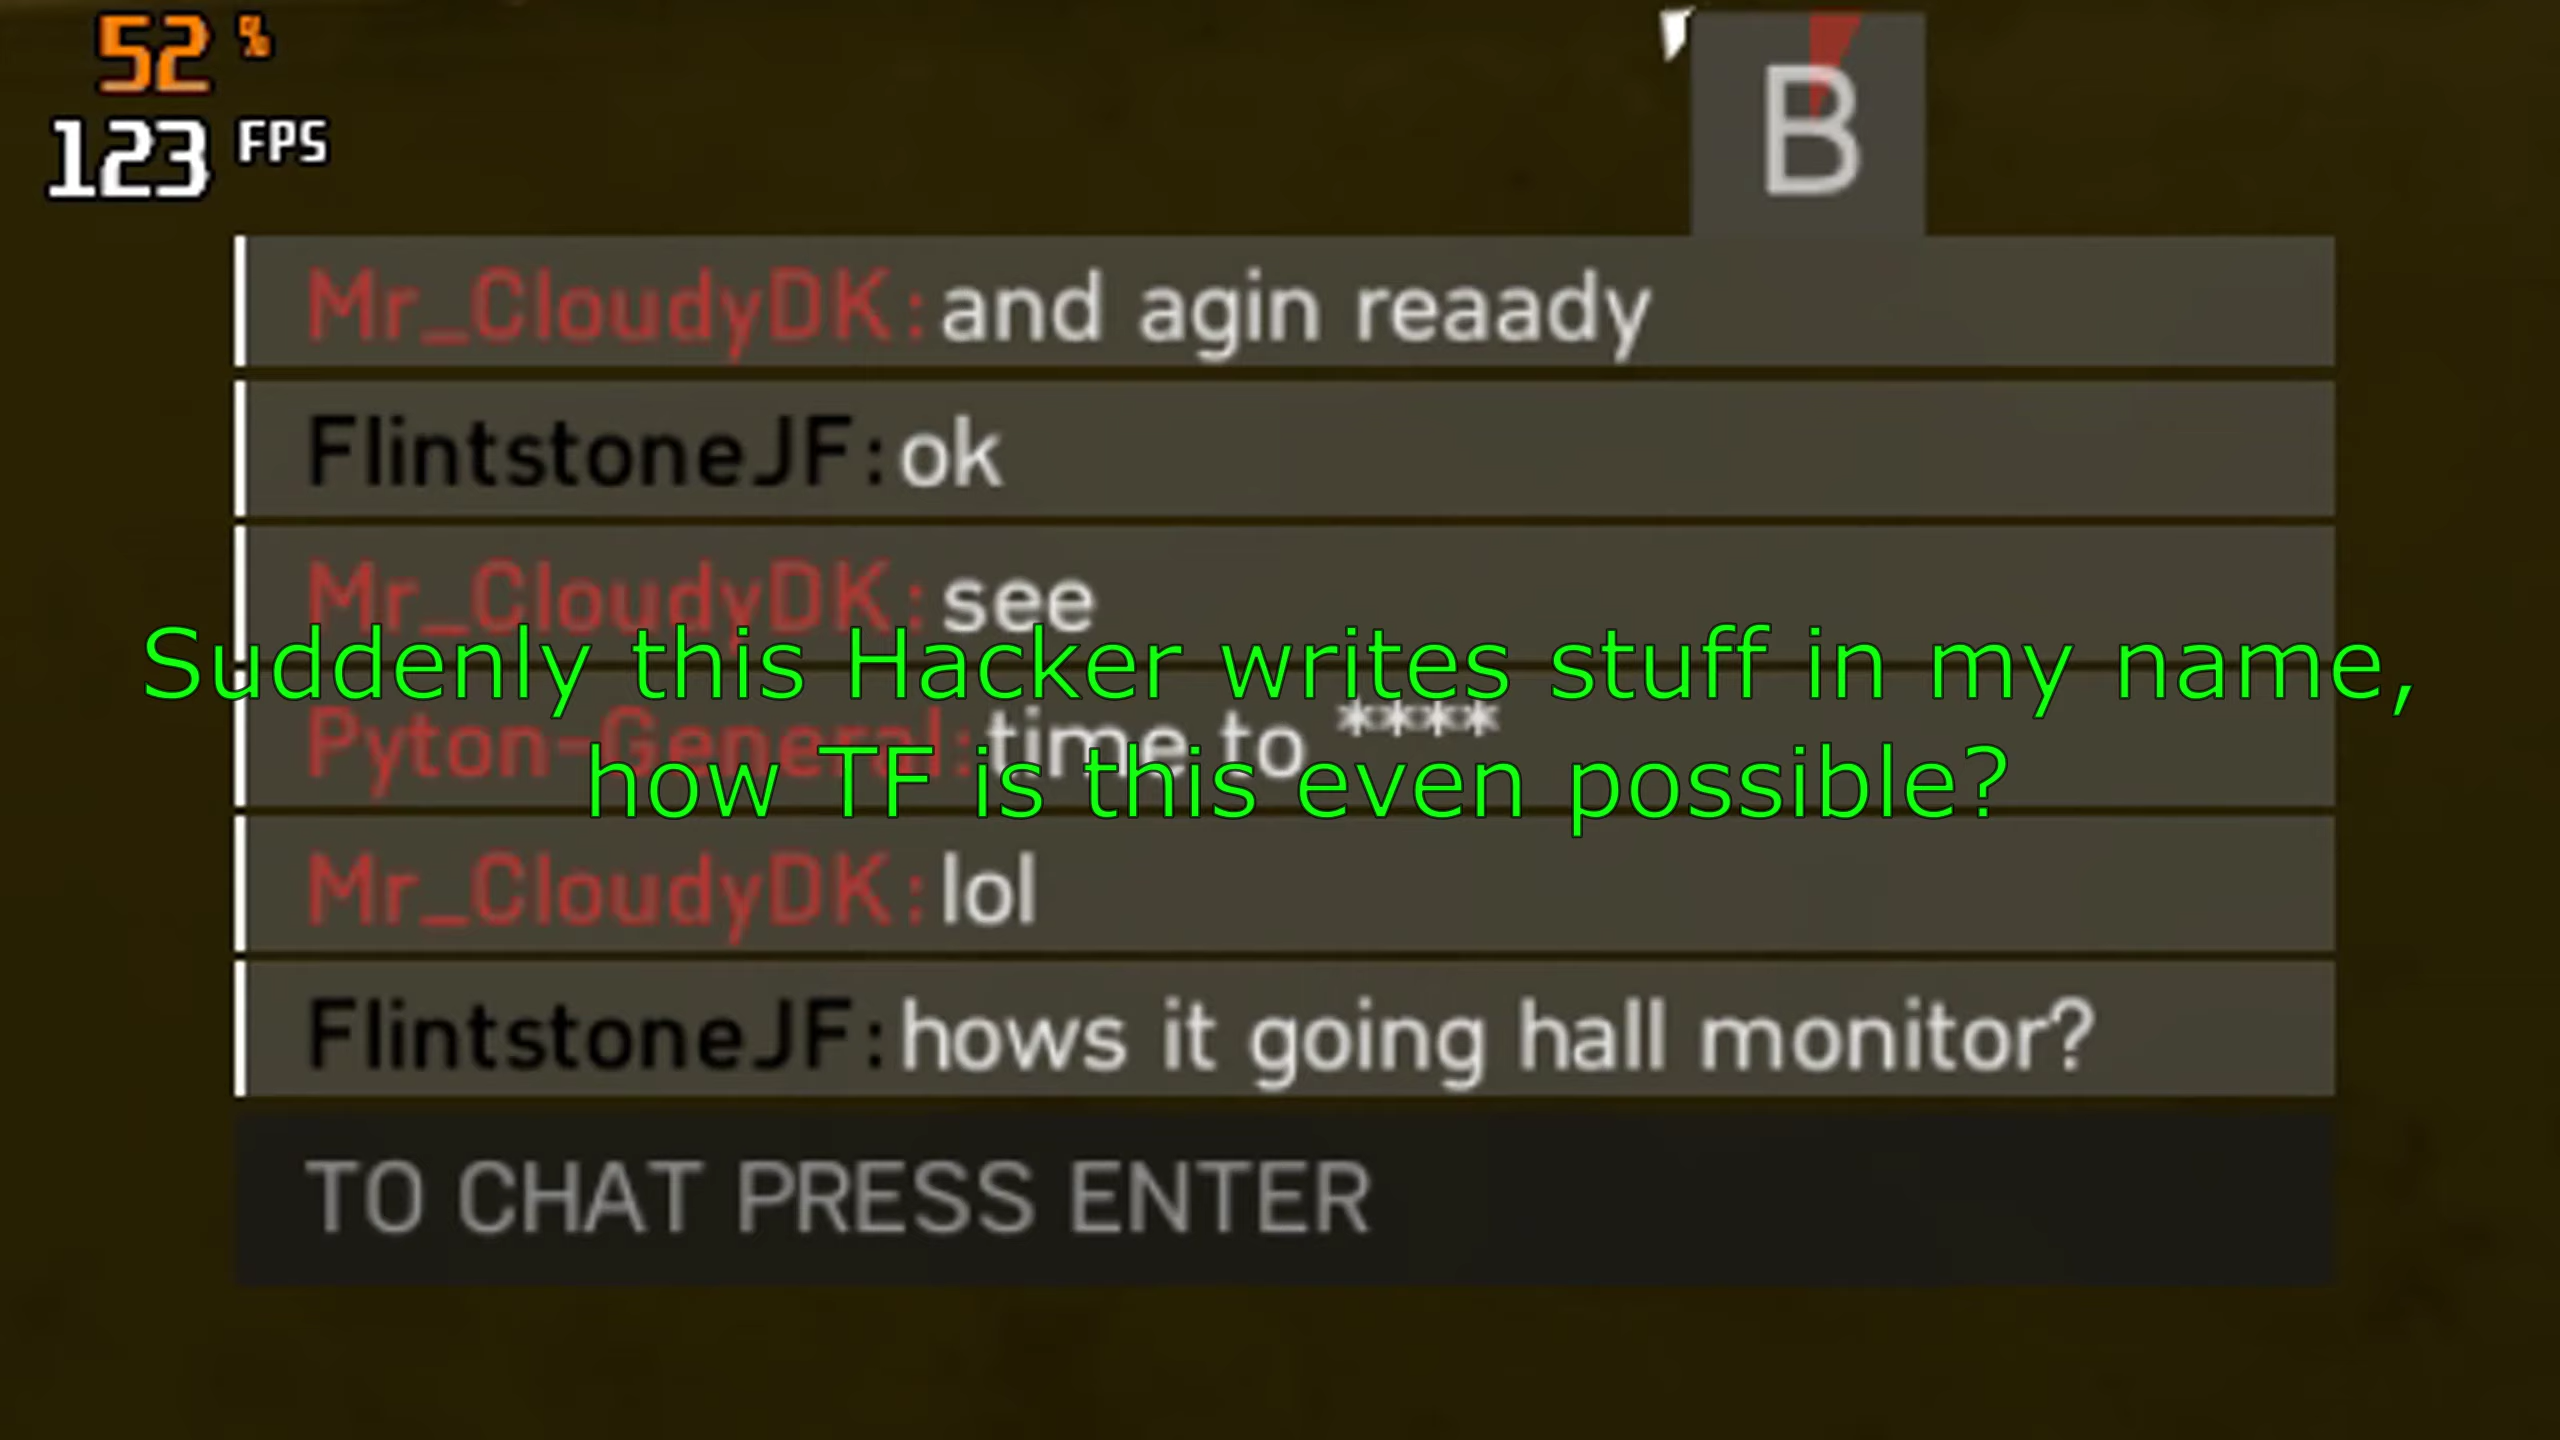 52 %
123 FPS
B
Mr_CloudyDK: and agin reaady
FlintstoneJF: ok
Mr_CloudyDK: see
Suddenly this Hacker writes stuff in my name,
Pyton-General: time to ****
how TF is this even possible?
Mr_CloudyDK: lol
FlintstoneJF: hows it going hall monitor?
TO CHAT PRESS ENTER